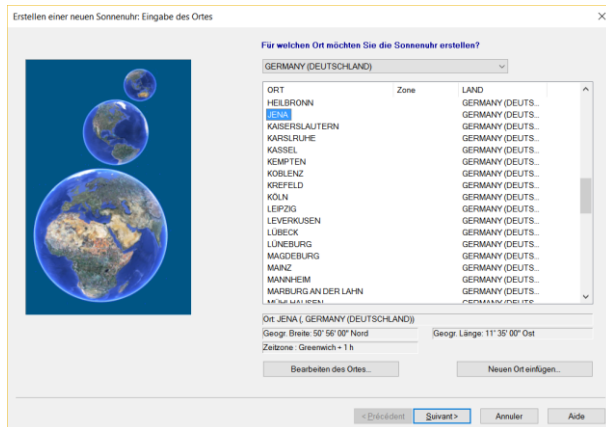 Erstellen einer neuen Sonnenuhr: Eingabe des Ortes
Für welchen Ort möchten Sie die Sonnenuhr erstellen?
GERMANY (DEUTSCHLAND)
ORT Zone LAND
HEILBRONN GERMANY (DEUTS...
JENA GERMANY (DEUTS...
KAISERSLAUTERN GERMANY (DEUTS...
KARSLRUHE GERMANY (DEUTS...
KASSEL GERMANY (DEUTS...
KEMPTEN GERMANY (DEUTS...
KOBLENZ GERMANY (DEUTS...
KREFELD GERMANY (DEUTS...
KÖLN GERMANY (DEUTS...
LEIPZIG GERMANY (DEUTS...
LEVERKUSEN GERMANY (DEUTS...
LÜBECK GERMANY (DEUTS...
LÜNEBURG GERMANY (DEUTS...
MAGDEBURG GERMANY (DEUTS...
MAINZ GERMANY (DEUTS...
MANNHEIM GERMANY (DEUTS...
MARBURG AN DER LAHN GERMANY (DEUTS...
MÜHLHAUSEN GERMANY (DEUTS...
Ort: JENA (, GERMANY (DEUTSCHLAND))
Geogr. Breite: 50° 56' 00" Nord Geogr. Länge: 11° 35' 00" Ost
Zeitzone : Greenwich + 1 h
Bearbeiten des Ortes... Neuen Ort einfügen...
< Précédent Suivant > Annuler Aide